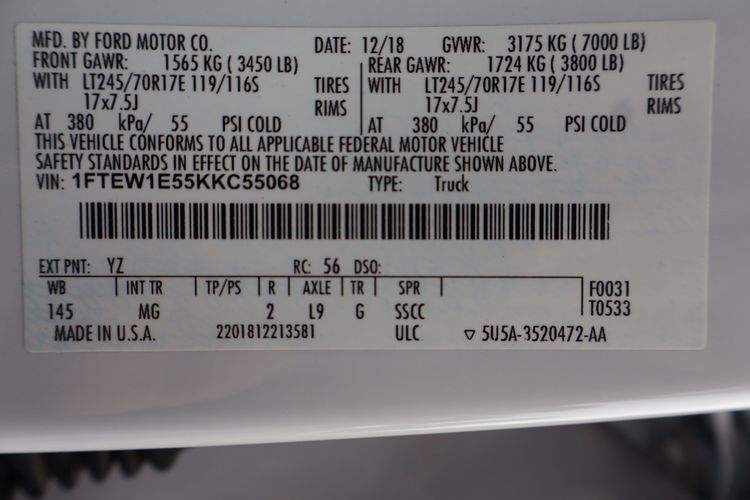 MFD. BY FORD MOTOR CO. DATE: 12/18 GVWR: 3175 KG ( 7000 LB)
FRONT GAWR: 1565 KG ( 3450 LB) REAR GAWR: 1724 KG ( 3800 LB)
WITH LT245/70R17E 119/116S TIRES WITH LT245/70R17E 119/116S TIRES
17x7.5J RIMS 17x7.5J RIMS
AT 380 kPa/ 55 PSI COLD AT 380 kPa/ 55 PSI COLD
THIS VEHICLE CONFORMS TO ALL APPLICABLE FEDERAL MOTOR VEHICLE
SAFETY STANDARDS IN EFFECT ON THE DATE OF MANUFACTURE SHOWN ABOVE.
VIN: 1FTEW1E55KKC55068 TYPE: Truck
EXT PNT: YZ RC: 56 DSO:
WB INT TR TP/PS R AXLE TR SPR F0031
145 MG 2 L9 G SSCC T0533
MADE IN U.S.A. 2201812213581 ULC ▽ 5U5A-3520472-AA